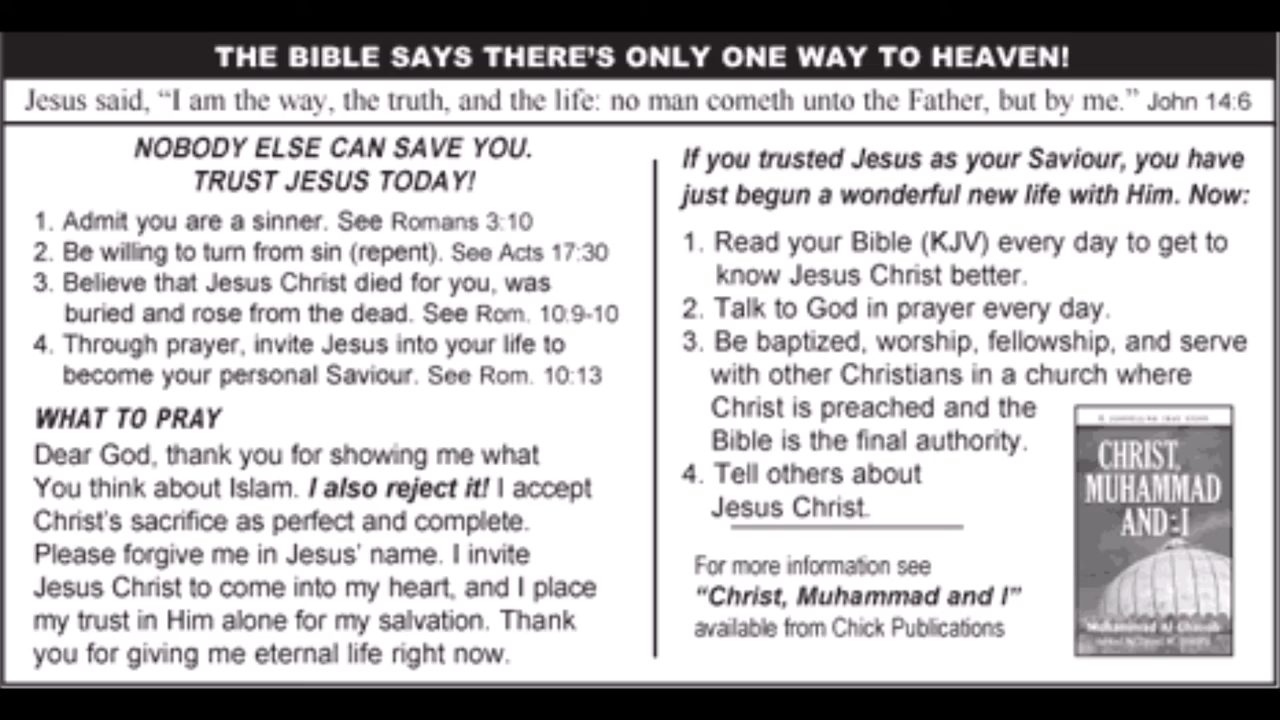 THE BIBLE SAYS THERE'S ONLY ONE WAY TO HEAVEN!
Jesus said, “I am the way, the truth, and the life: no man cometh unto the Father, but by me.” John 14:6
NOBODY ELSE CAN SAVE YOU.
TRUST JESUS TODAY!
1. Admit you are a sinner. See Romans 3:10
2. Be willing to turn from sin (repent). See Acts 17:30
3. Believe that Jesus Christ died for you, was
buried and rose from the dead. See Rom. 10:9-10
4. Through prayer, invite Jesus into your life to
become your personal Saviour. See Rom. 10:13
WHAT TO PRAY
Dear God, thank you for showing me what
You think about Islam. I also reject it! I accept
Christ's sacrifice as perfect and complete.
Please forgive me in Jesus' name. I invite
Jesus Christ to come into my heart, and I place
my trust in Him alone for my salvation. Thank
you for giving me eternal life right now.
If you trusted Jesus as your Saviour, you have
just begun a wonderful new life with Him. Now:
1. Read your Bible (KJV) every day to get to
know Jesus Christ better.
2. Talk to God in prayer every day.
3. Be baptized, worship, fellowship, and serve
with other Christians in a church where
Christ is preached and the
Bible is the final authority.
4. Tell others about
Jesus Christ.
For more information see
“Christ, Muhammad and I”
available from Chick Publications
CHRIST,
MUHAMMAD
AND I